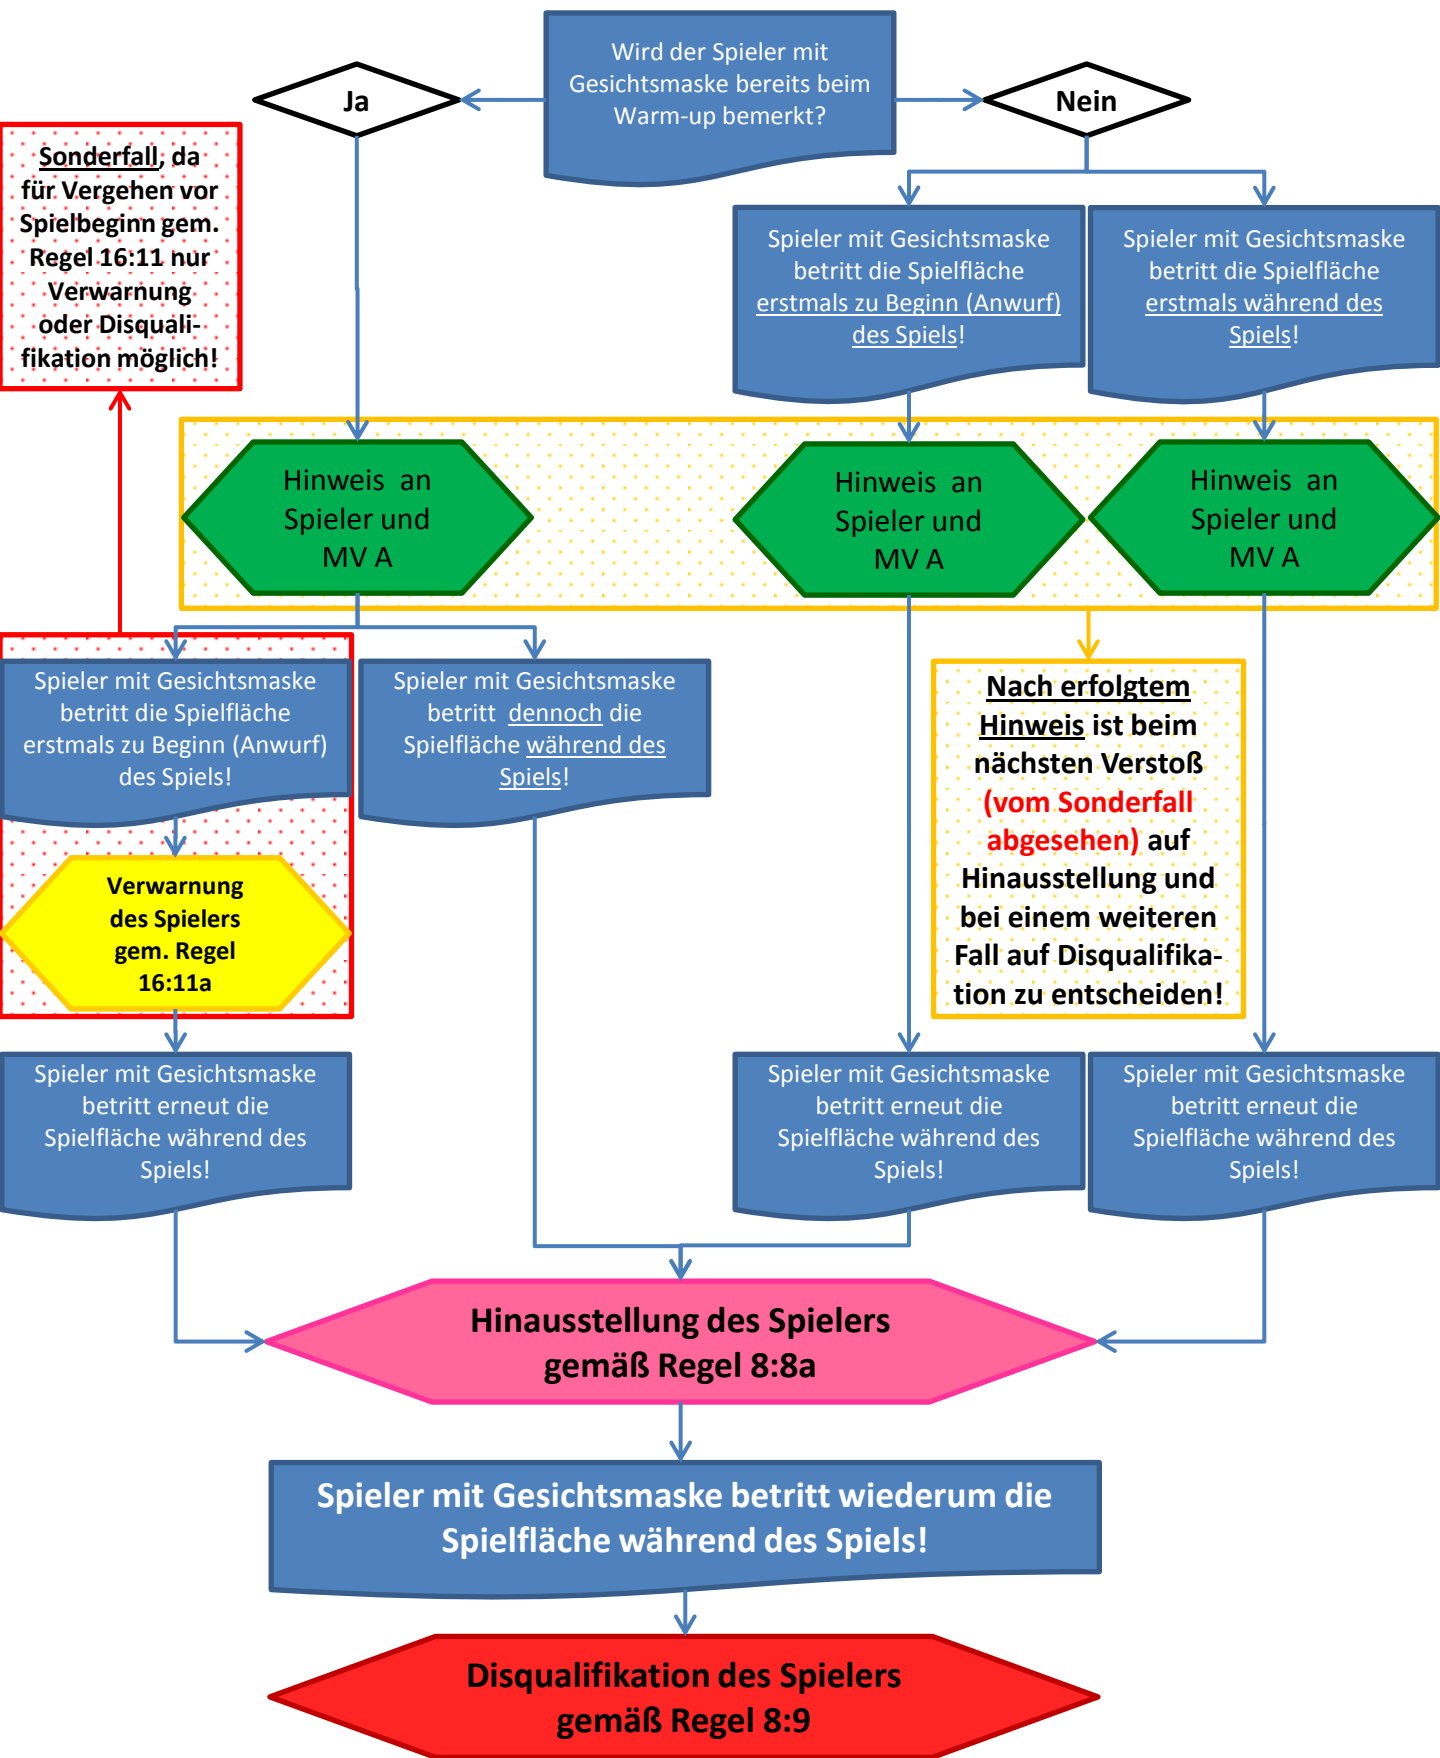 Wird der Spieler mit
Gesichtsmaske bereits beim
Warm-up bemerkt?
Ja
Nein
Sonderfall, da
für Vergehen vor
Spielbeginn gem.
Regel 16:11 nur
Verwarnung
oder Disquali-
fikation möglich!
Spieler mit Gesichtsmaske
betritt die Spielfläche
erstmals zu Beginn (Anwurf)
des Spiels!
Spieler mit Gesichtsmaske
betritt die Spielfläche
erstmals während des
Spiels!
Hinweis an
Spieler und
MV A
Hinweis an
Spieler und
MV A
Hinweis an
Spieler und
MV A
Spieler mit Gesichtsmaske
betritt die Spielfläche
erstmals zu Beginn (Anwurf)
des Spiels!
Spieler mit Gesichtsmaske
betritt dennoch die
Spielfläche während des
Spiels!
Nach erfolgtem
Hinweis ist beim
nächsten Verstoß
(vom Sonderfall
abgesehen) auf
Hinausstellung und
bei einem weiteren
Fall auf Disqualifika-
tion zu entscheiden!
Verwarnung
des Spielers
gem. Regel
16:11a
Spieler mit Gesichtsmaske
betritt erneut die
Spielfläche während des
Spiels!
Spieler mit Gesichtsmaske
betritt erneut die
Spielfläche während des
Spiels!
Spieler mit Gesichtsmaske
betritt erneut die
Spielfläche während des
Spiels!
Hinausstellung des Spielers
gemäß Regel 8:8a
Spieler mit Gesichtsmaske betritt wiederum die
Spielfläche während des Spiels!
Disqualifikation des Spielers
gemäß Regel 8:9